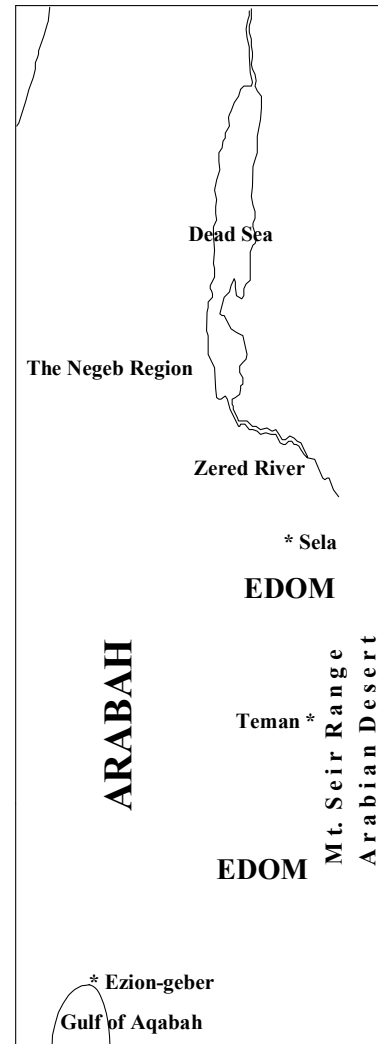 Dead Sea
The Negeb Region
Zered River
* Sela
EDOM
ARABAH
Teman *
Mt. Seir Range
Arabian Desert
EDOM
* Ezion-geber
Gulf of Aqabah